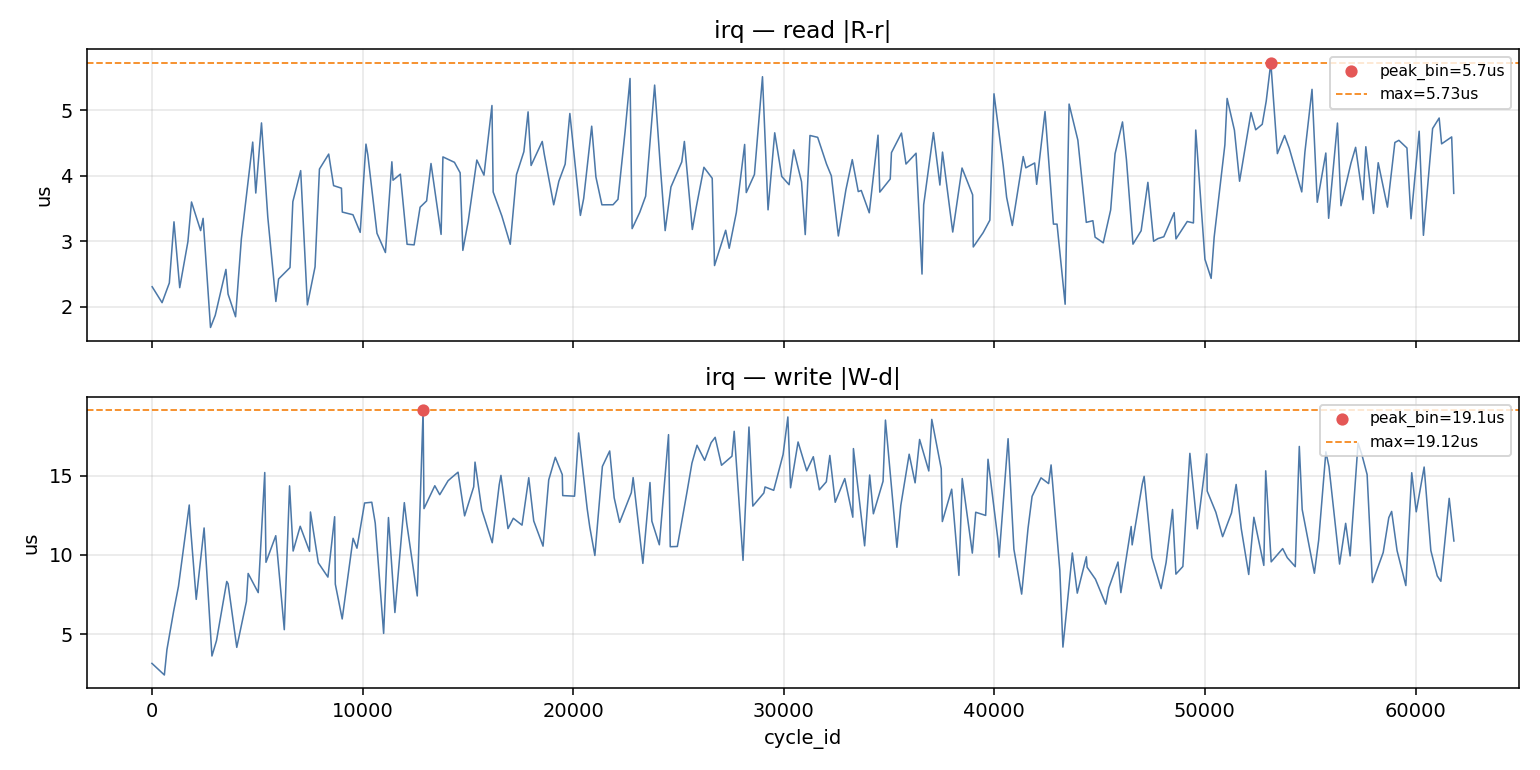 irq — read |R-r|
peak_bin=5.7us
max=5.73us
us
5
4
3
2
irq — write |W-d|
peak_bin=19.1us
max=19.12us
us
15
10
5
0 10000 20000 30000 40000 50000 60000
cycle_id